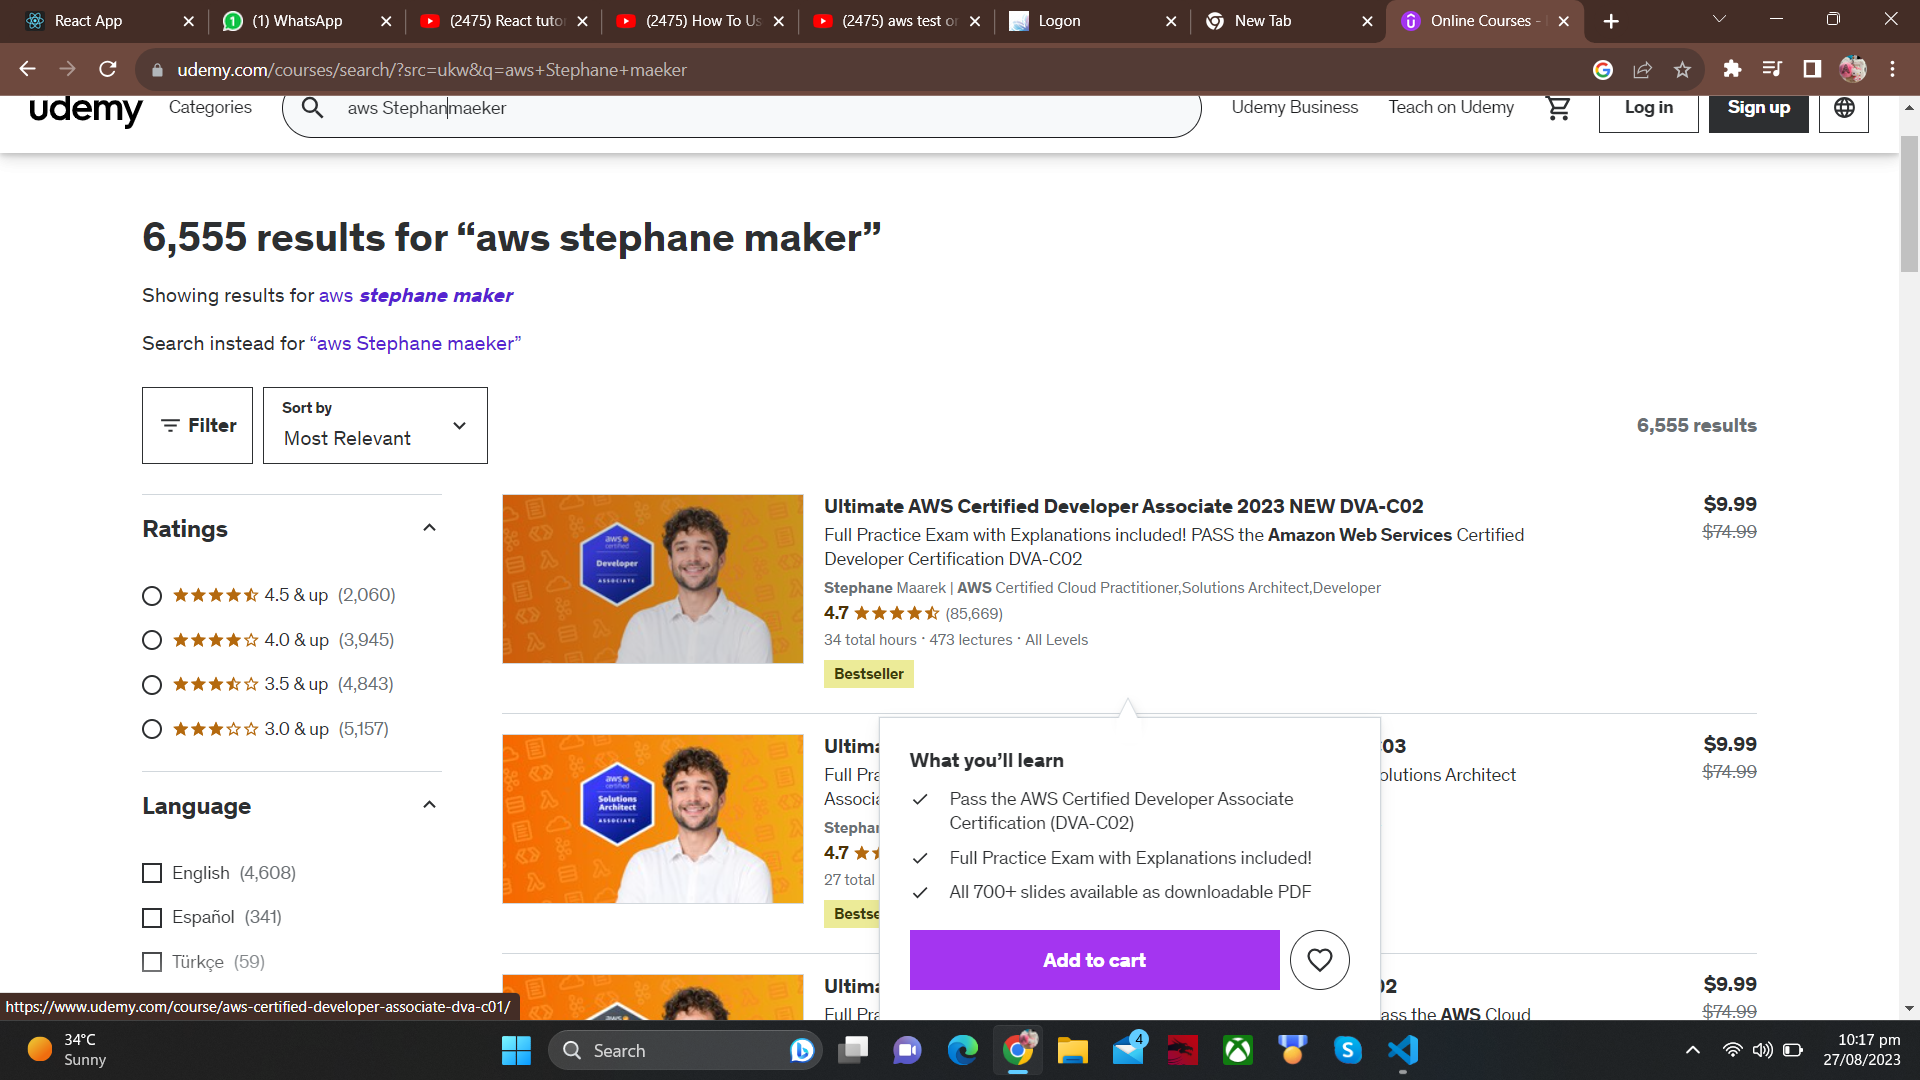 React App
(1) WhatsApp
(2475) React tuto
(2475) How To Us
(2475) aws test or
Logon
New Tab
Online Courses -
udemy.com/courses/search/?src=ukw&q=aws+Stephane+maeker
udemy
Categories
aws Stephanmaeker
Udemy Business
Teach on Udemy
Log in
Sign up
6,555 results for “aws stephane maker”
Showing results for aws stephane maker
Search instead for “aws Stephane maeker”
Filter
Sort by
Most Relevant
6,555 results
Ratings
4.5 & up (2,060)
4.0 & up (3,945)
3.5 & up (4,843)
3.0 & up (5,157)
Language
English (4,608)
Español (341)
Türkçe (59)
aws
certified
Developer
ASSOCIATE
Ultimate AWS Certified Developer Associate 2023 NEW DVA-C02
Full Practice Exam with Explanations included! PASS the Amazon Web Services Certified
Developer Certification DVA-C02
Stephane Maarek | AWS Certified Cloud Practitioner,Solutions Architect,Developer
4.7 (85,669)
34 total hours · 473 lectures · All Levels
Bestseller
$9.99
$74.99
aws
certified
Solutions
Architect
ASSOCIATE
Ultima
03
Full Pra
olutions Architect
Associa
Stephan
4.7
27 total
Bestse
$9.99
$74.99
What you’ll learn
Pass the AWS Certified Developer Associate
Certification (DVA-C02)
Full Practice Exam with Explanations included!
All 700+ slides available as downloadable PDF
Add to cart
Ultima
02
Full Pra
ass the AWS Cloud
$9.99
$74.99
https://www.udemy.com/course/aws-certified-developer-associate-dva-c01/
34°C
Sunny
Search
4
10:17 pm
27/08/2023